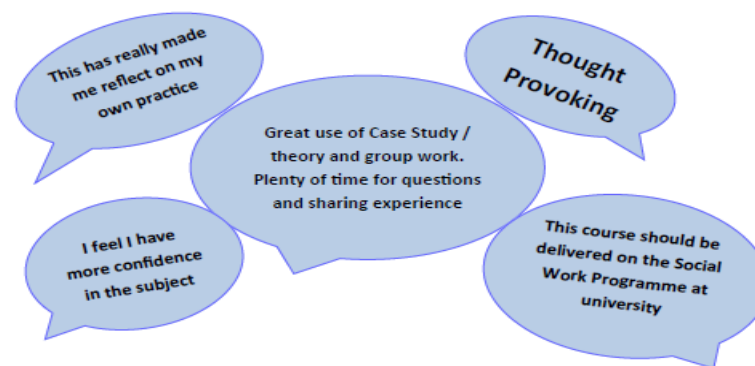 This has really made
me reflect on my
own practice
Thought
Provoking
Great use of Case Study /
theory and group work.
Plenty of time for questions
and sharing experience
I feel I have
more confidence
in the subject
This course should be
delivered on the Social
Work Programme at
university